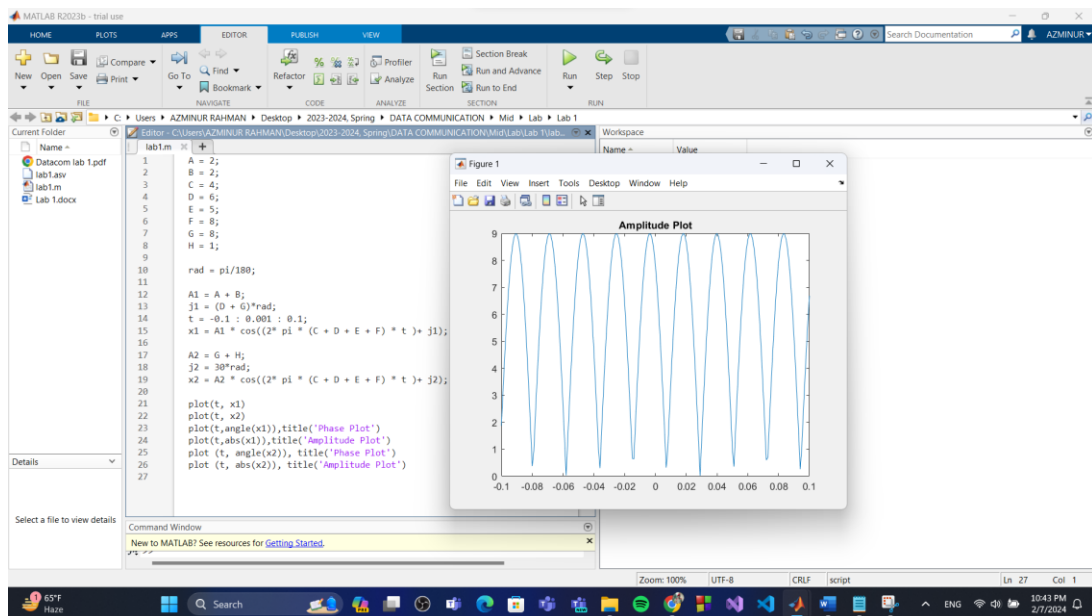 MATLAB R2023b - trial use
HOME PLOTS APPS EDITOR PUBLISH VIEW
Search Documentation
AZMINUR
New Open Save
Compare
Print
Go To
Find
Bookmark
Refactor
Profiler
Analyze
Run Section
Section Break
Run and Advance
Run to End
Run Step Stop
FILE NAVIGATE CODE ANALYZE SECTION RUN
C: Users AZMINUR RAHMAN Desktop 2023-2024, Spring DATA COMMUNICATION Mid Lab Lab 1
Current Folder
Name
Datacom lab 1.pdf
lab1.asv
lab1.m
Lab 1.docx
Details
Select a file to view details
Editor - C:\Users\AZMINUR RAHMAN\Desktop\2023-2024, Spring\DATA COMMUNICATION\Mid\Lab\Lab 1\lab...
lab1.m
1 A = 2;
2 B = 2;
3 C = 4;
4 D = 6;
5 E = 5;
6 F = 8;
7 G = 8;
8 H = 1;
9
10 rad = pi/180;
11
12 A1 = A + B;
13 j1 = (D + G)*rad;
14 t = -0.1 : 0.001 : 0.1;
15 x1 = A1 * cos((2* pi * (C + D + E + F) * t )+ j1);
16
17 A2 = G + H;
18 j2 = 30*rad;
19 x2 = A2 * cos((2* pi * (C + D + E + F) * t )+ j2);
20
21 plot(t, x1)
22 plot(t, x2)
23 plot(t,angle(x1)),title('Phase Plot')
24 plot(t,abs(x1)),title('Amplitude Plot')
25 plot (t, angle(x2)), title('Phase Plot')
26 plot (t, abs(x2)), title('Amplitude Plot')
27
Workspace
Name Value
Figure 1
File Edit View Insert Tools Desktop Window Help
Amplitude Plot
9
8
7
6
5
4
3
2
1
0
-0.1 -0.08 -0.06 -0.04 -0.02 0 0.02 0.04 0.06 0.08 0.1
Command Window
New to MATLAB? See resources for Getting Started.
Zoom: 100% UTF-8 CRLF script Ln 27 Col 1
1
65°F
Haze
Search
ENG
10:43 PM
2/7/2024